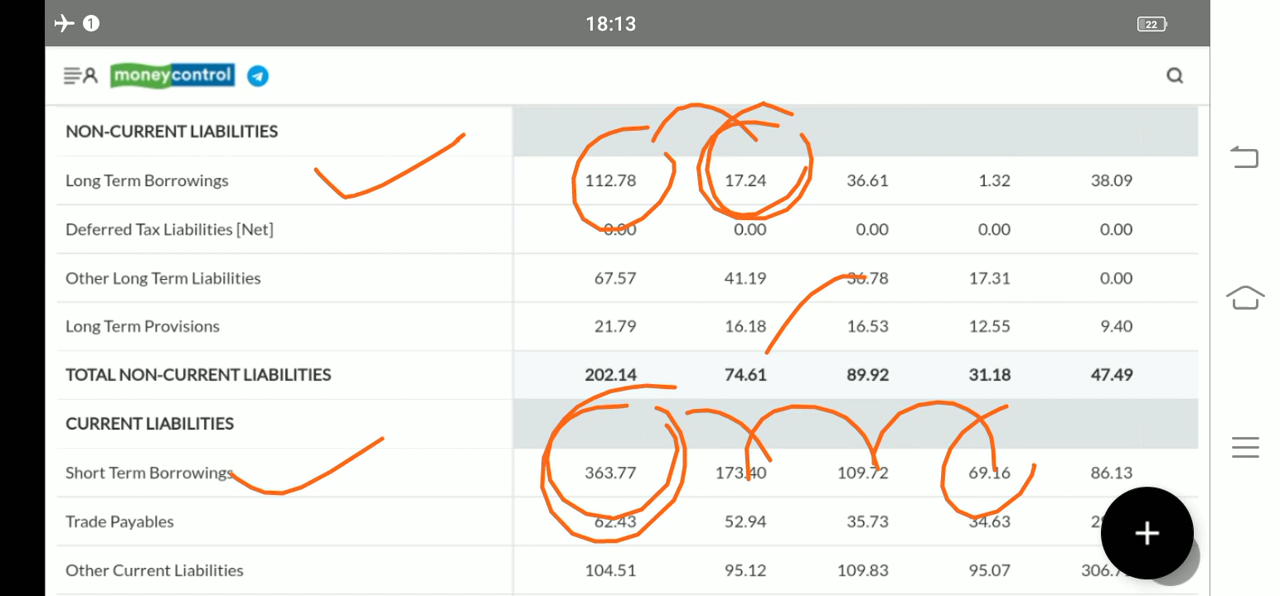 1 18:13 22
moneycontrol
NON-CURRENT LIABILITIES
Long Term Borrowings 112.78 17.24 36.61 1.32 38.09
Deferred Tax Liabilities [Net] 0.00 0.00 0.00 0.00 0.00
Other Long Term Liabilities 67.57 41.19 36.78 17.31 0.00
Long Term Provisions 21.79 16.18 16.53 12.55 9.40
TOTAL NON-CURRENT LIABILITIES 202.14 74.61 89.92 31.18 47.49
CURRENT LIABILITIES
Short Term Borrowings 363.77 173.40 109.72 69.16 86.13
Trade Payables 62.43 52.94 35.73 34.63
Other Current Liabilities 104.51 95.12 109.83 95.07